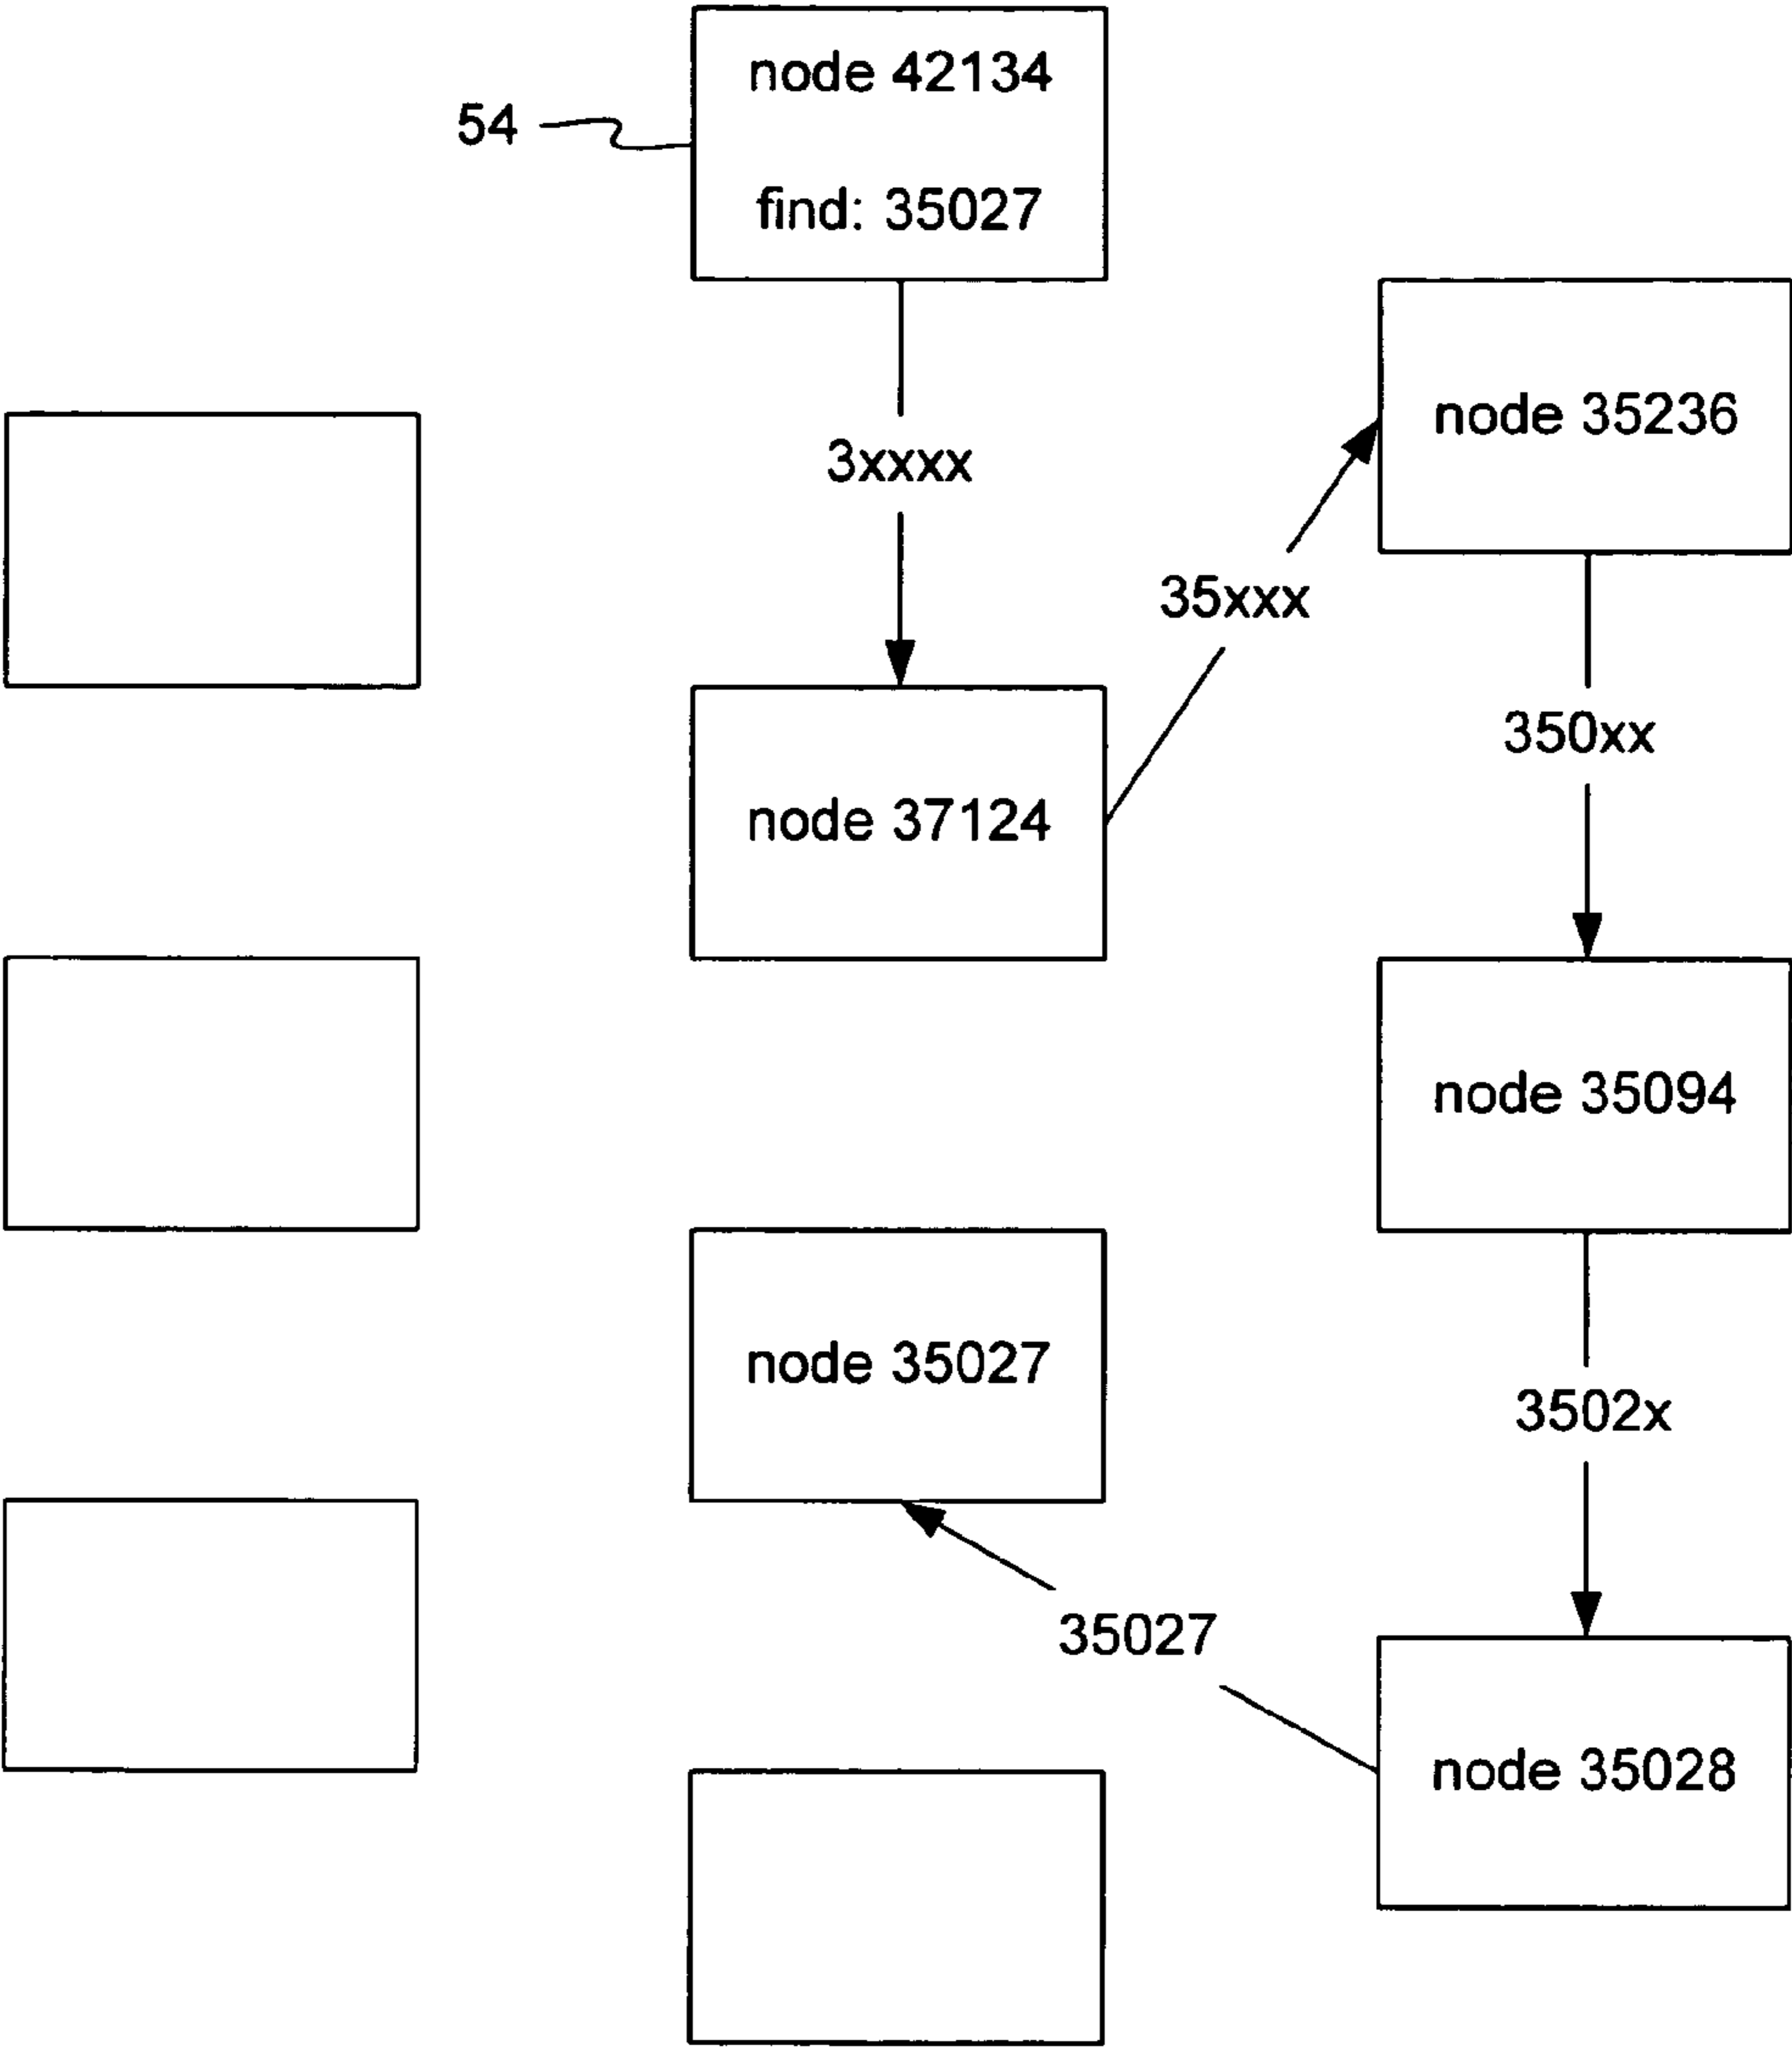 node 42134
54
find: 35027
node 35236
3xxxx
35xxx
350xx
node 37124
node 35094
node 35027
3502x
35027
node 35028